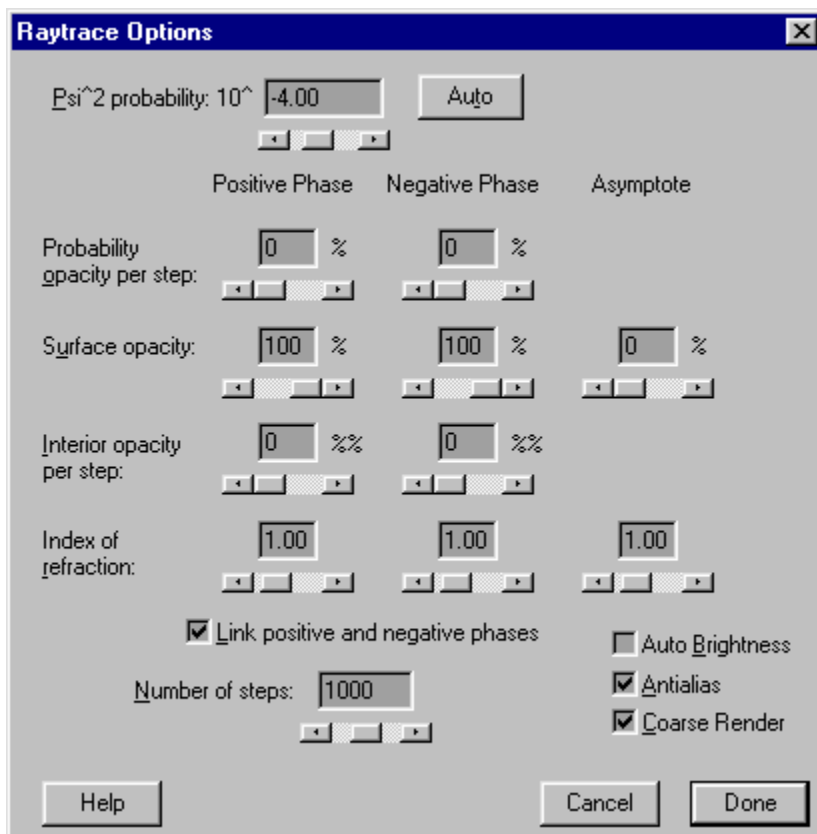 Raytrace Options
Psi^2 probability: 10^ -4.00 Auto
Positive Phase Negative Phase Asymptote
Probability
opacity per step: 0 % 0 %
Surface opacity: 100 % 100 % 0 %
Interior opacity
per step: 0 %% 0 %%
Index of
refraction: 1.00 1.00 1.00
Link positive and negative phases
Auto Brightness
Number of steps: 1000
Antialias
Coarse Render
Help Cancel Done